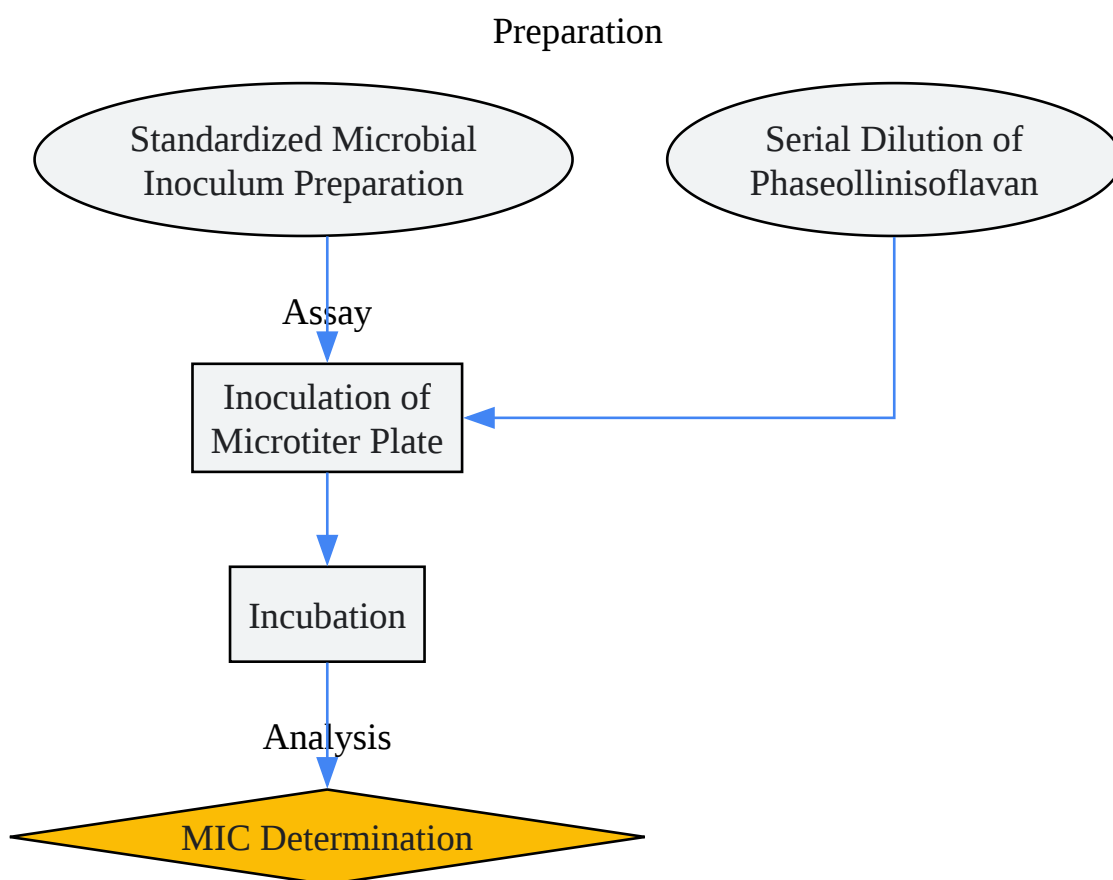 Preparation
Standardized Microbial
Inoculum Preparation
Serial Dilution of
Phaseollinisoflavan
Assay
Inoculation of
Microtiter Plate
Incubation
Analysis
MIC Determination